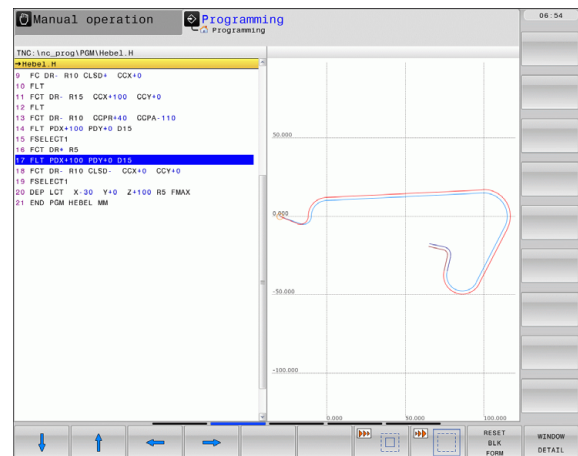 Manual operation
Programming
Programming
06:54
TNC:\nc_prog\PGM\Hebel.H
→Hebel.H
9 FC DR- R10 CLSD+ CCX+0
10 FLT
11 FCT DR- R15 CCX+100 CCY+0
12 FLT
13 FCT DR- R10 CCPR+40 CCPA-110
14 FLT PDX+100 PDY+0 D15
15 FSELECT1
16 FCT DR+ R5
17 FLT PDX+100 PDY+0 D15
18 FCT DR- R10 CLSD- CCX+0 CCY+0
19 FSELECT1
20 DEP LCT X-30 Y+0 Z+100 R5 FMAX
21 END PGM HEBEL MM
50.000
0.000
-50.000
-100.000
0.000
50.000
100.000
RESET
BLK
FORM
WINDOW
DETAIL